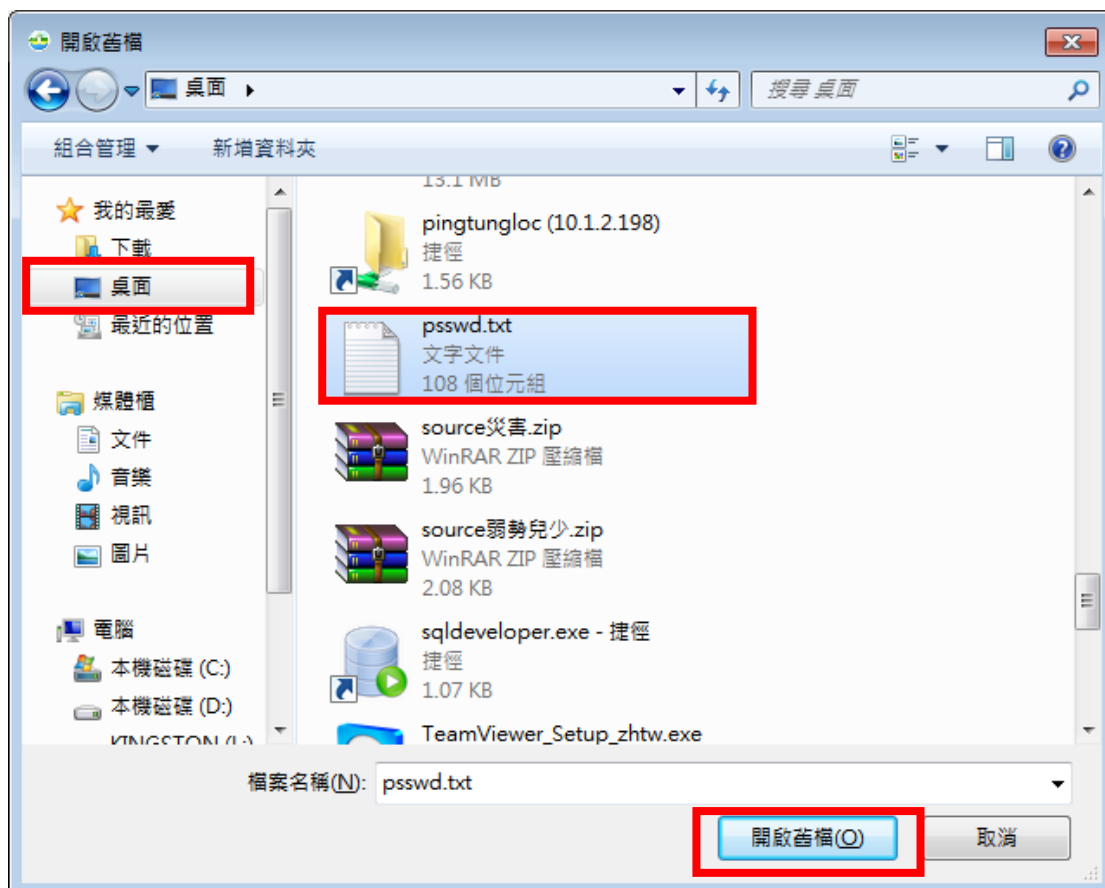 開啟舊檔
桌面
搜尋 桌面
組合管理
新增資料夾
我的最愛
下載
桌面
最近的位置
媒體櫃
文件
音樂
視訊
圖片
電腦
本機磁碟 (C:)
本機磁碟 (D:)
KINGSTON (I:)
13.1 MB
pingtungloc (10.1.2.198)
捷徑
1.56 KB
psswd.txt
文字文件
108 個位元組
source災害.zip
WinRAR ZIP 壓縮檔
1.96 KB
source弱勢兒少.zip
WinRAR ZIP 壓縮檔
2.08 KB
sqldeveloper.exe - 捷徑
捷徑
1.07 KB
TeamViewer_Setup_zhtw.exe
檔案名稱(N): psswd.txt
開啟舊檔(O)
取消